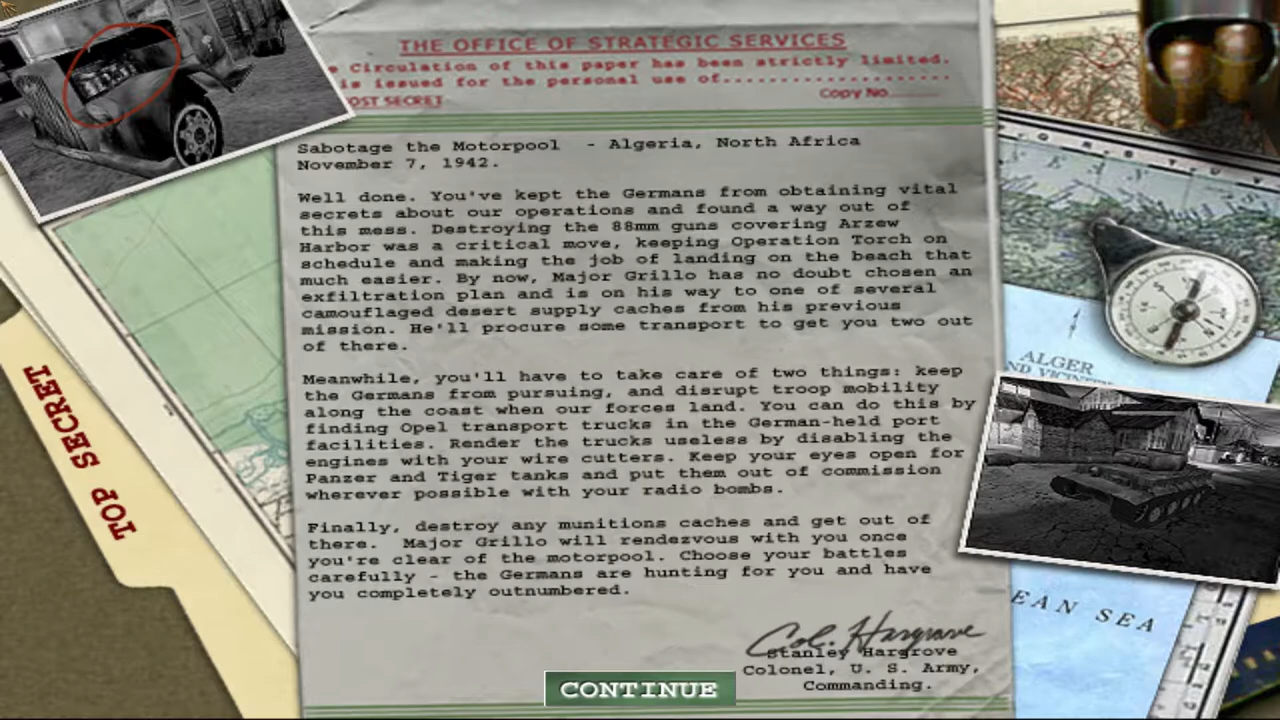 THE OFFICE OF STRATEGIC SERVICES
e Circulation of this paper has been strictly limited.
is issued for the personal use of
OST SECRET
Copy No
Sabotage the Motorpool - Algeria, North Africa
November 7, 1942.
Well done. You've kept the Germans from obtaining vital
secrets about our operations and found a way out of
this mess. Destroying the 88mm guns covering Arzew
Harbor was a critical move, keeping Operation Torch on
schedule and making the job of landing on the beach that
much easier. By now, Major Grillo has no doubt chosen an
exfiltration plan and is on his way to one of several
camouflaged desert supply caches from his previous
mission. He'll procure some transport to get you two out
of there.
Meanwhile, you'll have to take care of two things: keep
the Germans from pursuing, and disrupt troop mobility
along the coast when our forces land. You can do this by
finding Opel transport trucks in the German-held port
facilities. Render the trucks useless by disabling the
engines with your wire cutters. Keep your eyes open for
Panzer and Tiger tanks and put them out of commission
wherever possible with your radio bombs.
Finally, destroy any munitions caches and get out of
there. Major Grillo will rendezvous with you once
you're clear of the motorpool. Choose your battles
carefully - the Germans are hunting for you and have
you completely outnumbered.
Col. Hargrove
Stanley Hargrove
Colonel, U. S. Army,
Commanding.
CONTINUE
TOP SECRET
ALGER
ND VICINITY
EAN SEA